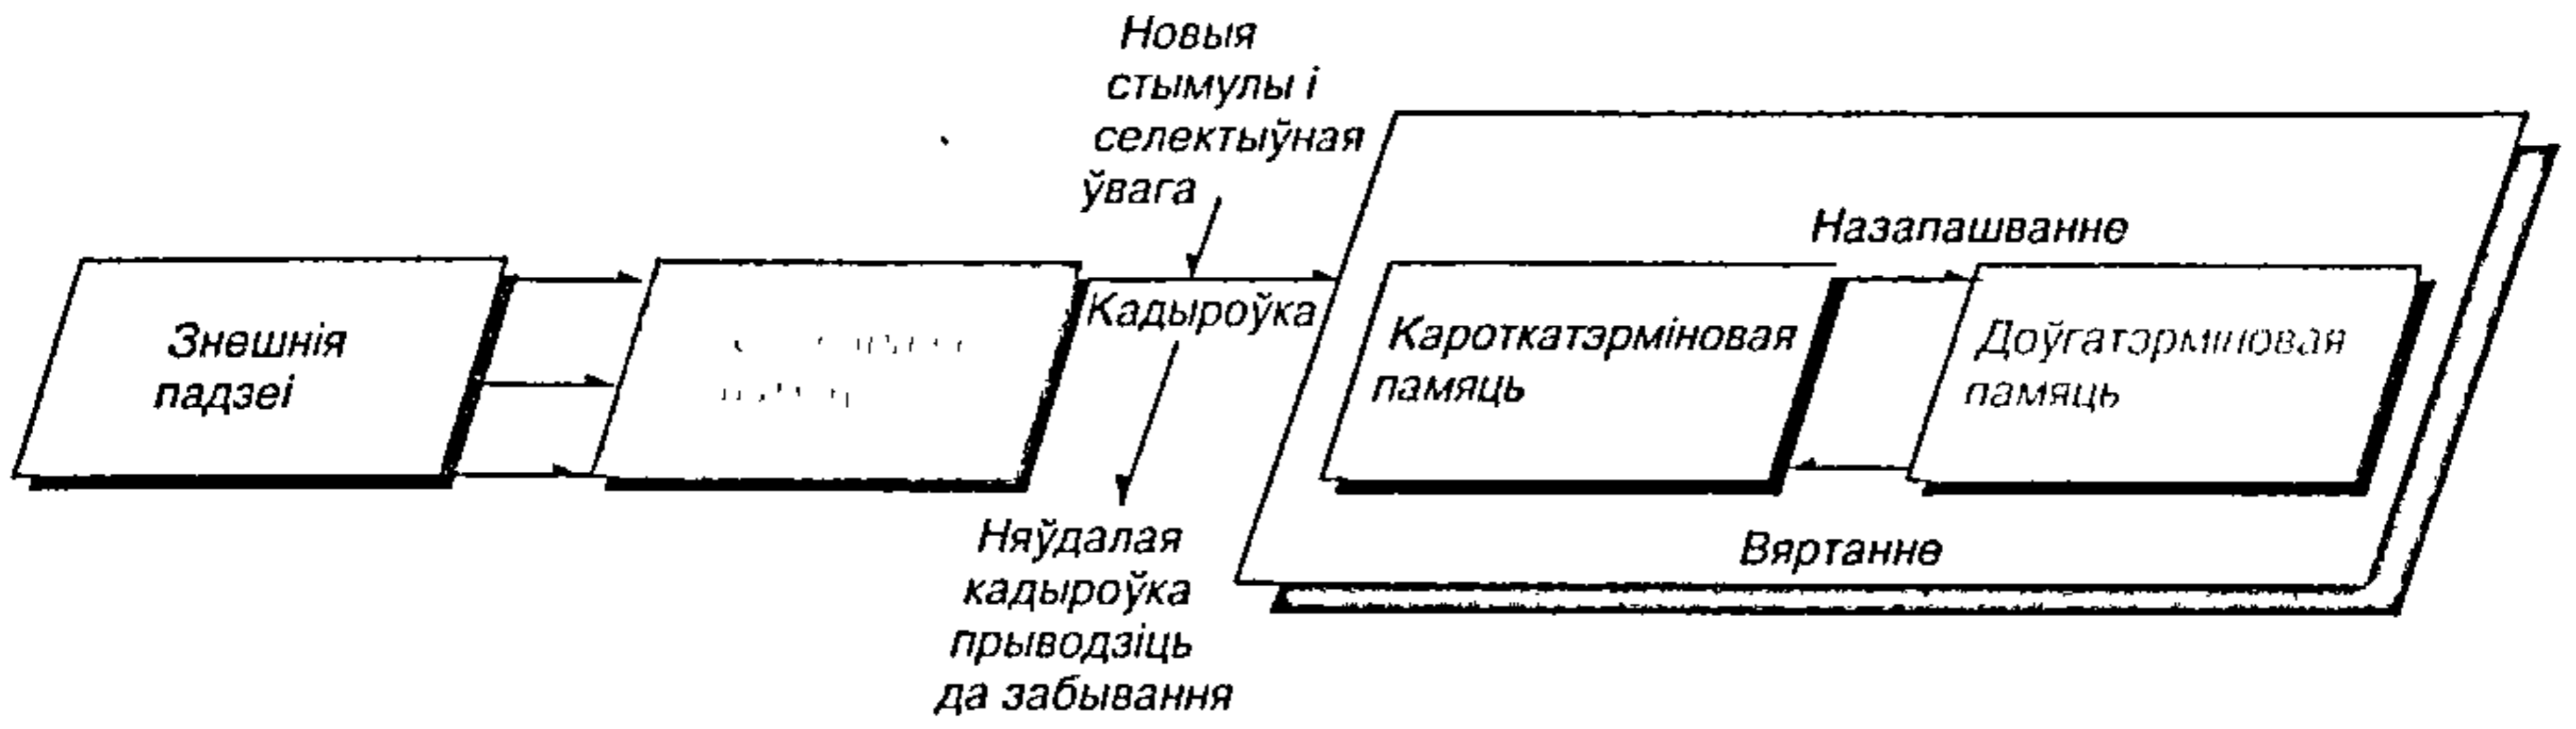 Новыя
стымулы і
селектыўная
ўвага
Знешнія
падзеі
Кадыроўка
Назапашванне
Кароткатэрміновая
памяць
Доўгатэрміновая
памяць
Вяртанне
Няўдалая
кадыроўка
прыводзіць
да забывання